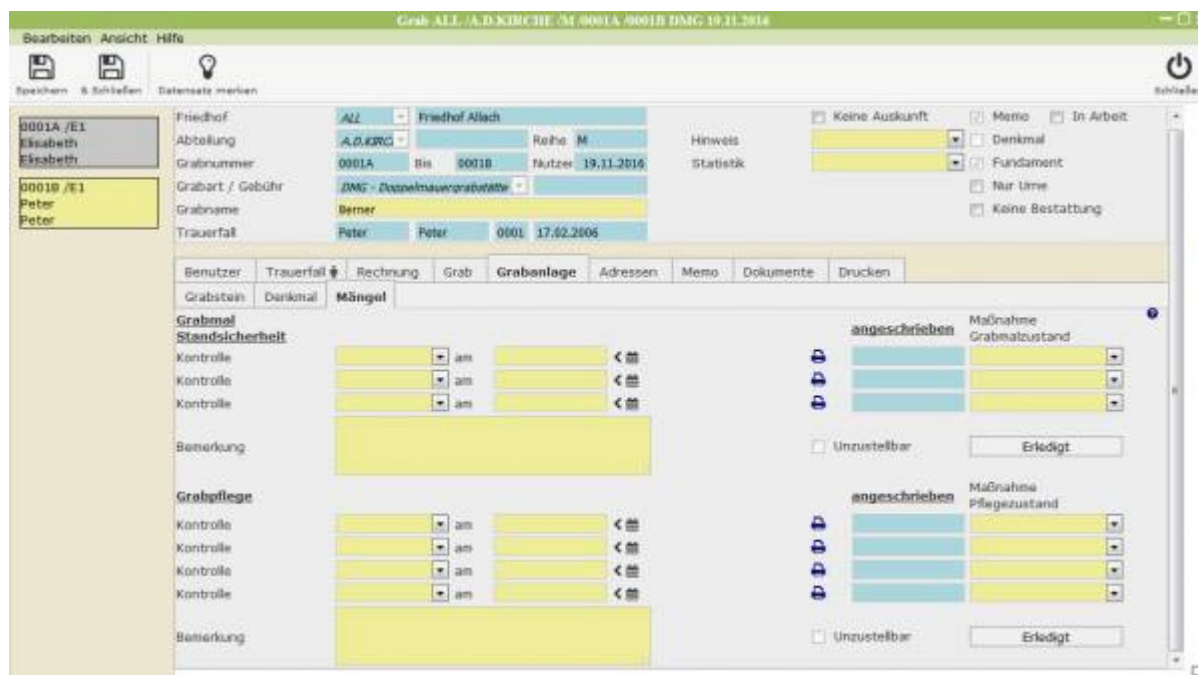 Grab ALL /A.D.KIRCHE /M /0001A /0001B DMG 19.11.2016
Bearbeiten Ansicht Hilfe
Speichern & Schließen Datensatz merken Schließe
0001A /E1
Elisabeth
Elisabeth
0001B /E1
Peter
Peter
Friedhof ALL Friedhof Allach Keine Auskunft Memo In Arbeit
Abteilung A.D.KIRC Reihe M Hinweis Denkmal
Grabnummer 0001A Bis 0001B Nutzer 19.11.2016 Statistik Fundament
Grabart / Gebühr DMG - Doppelmauergrabstätte Nur Urne
Grabname Berner Keine Bestattung
Trauerfall Peter Peter 0001 17.02.2006
Benutzer Trauerfall Rechnung Grab Grabanlage Adressen Memo Dokumente Drucken
Grabstein Denkmal Mängel
Grabmal
Standsicherheit angeschrieben Maßnahme
Grabmalzustand
Kontrolle am
Kontrolle am
Kontrolle am
Bemerkung Unzustellbar Erledigt
Grabpflege angeschrieben Maßnahme
Pflegezustand
Kontrolle am
Kontrolle am
Kontrolle am
Kontrolle am
Bemerkung Unzustellbar Erledigt